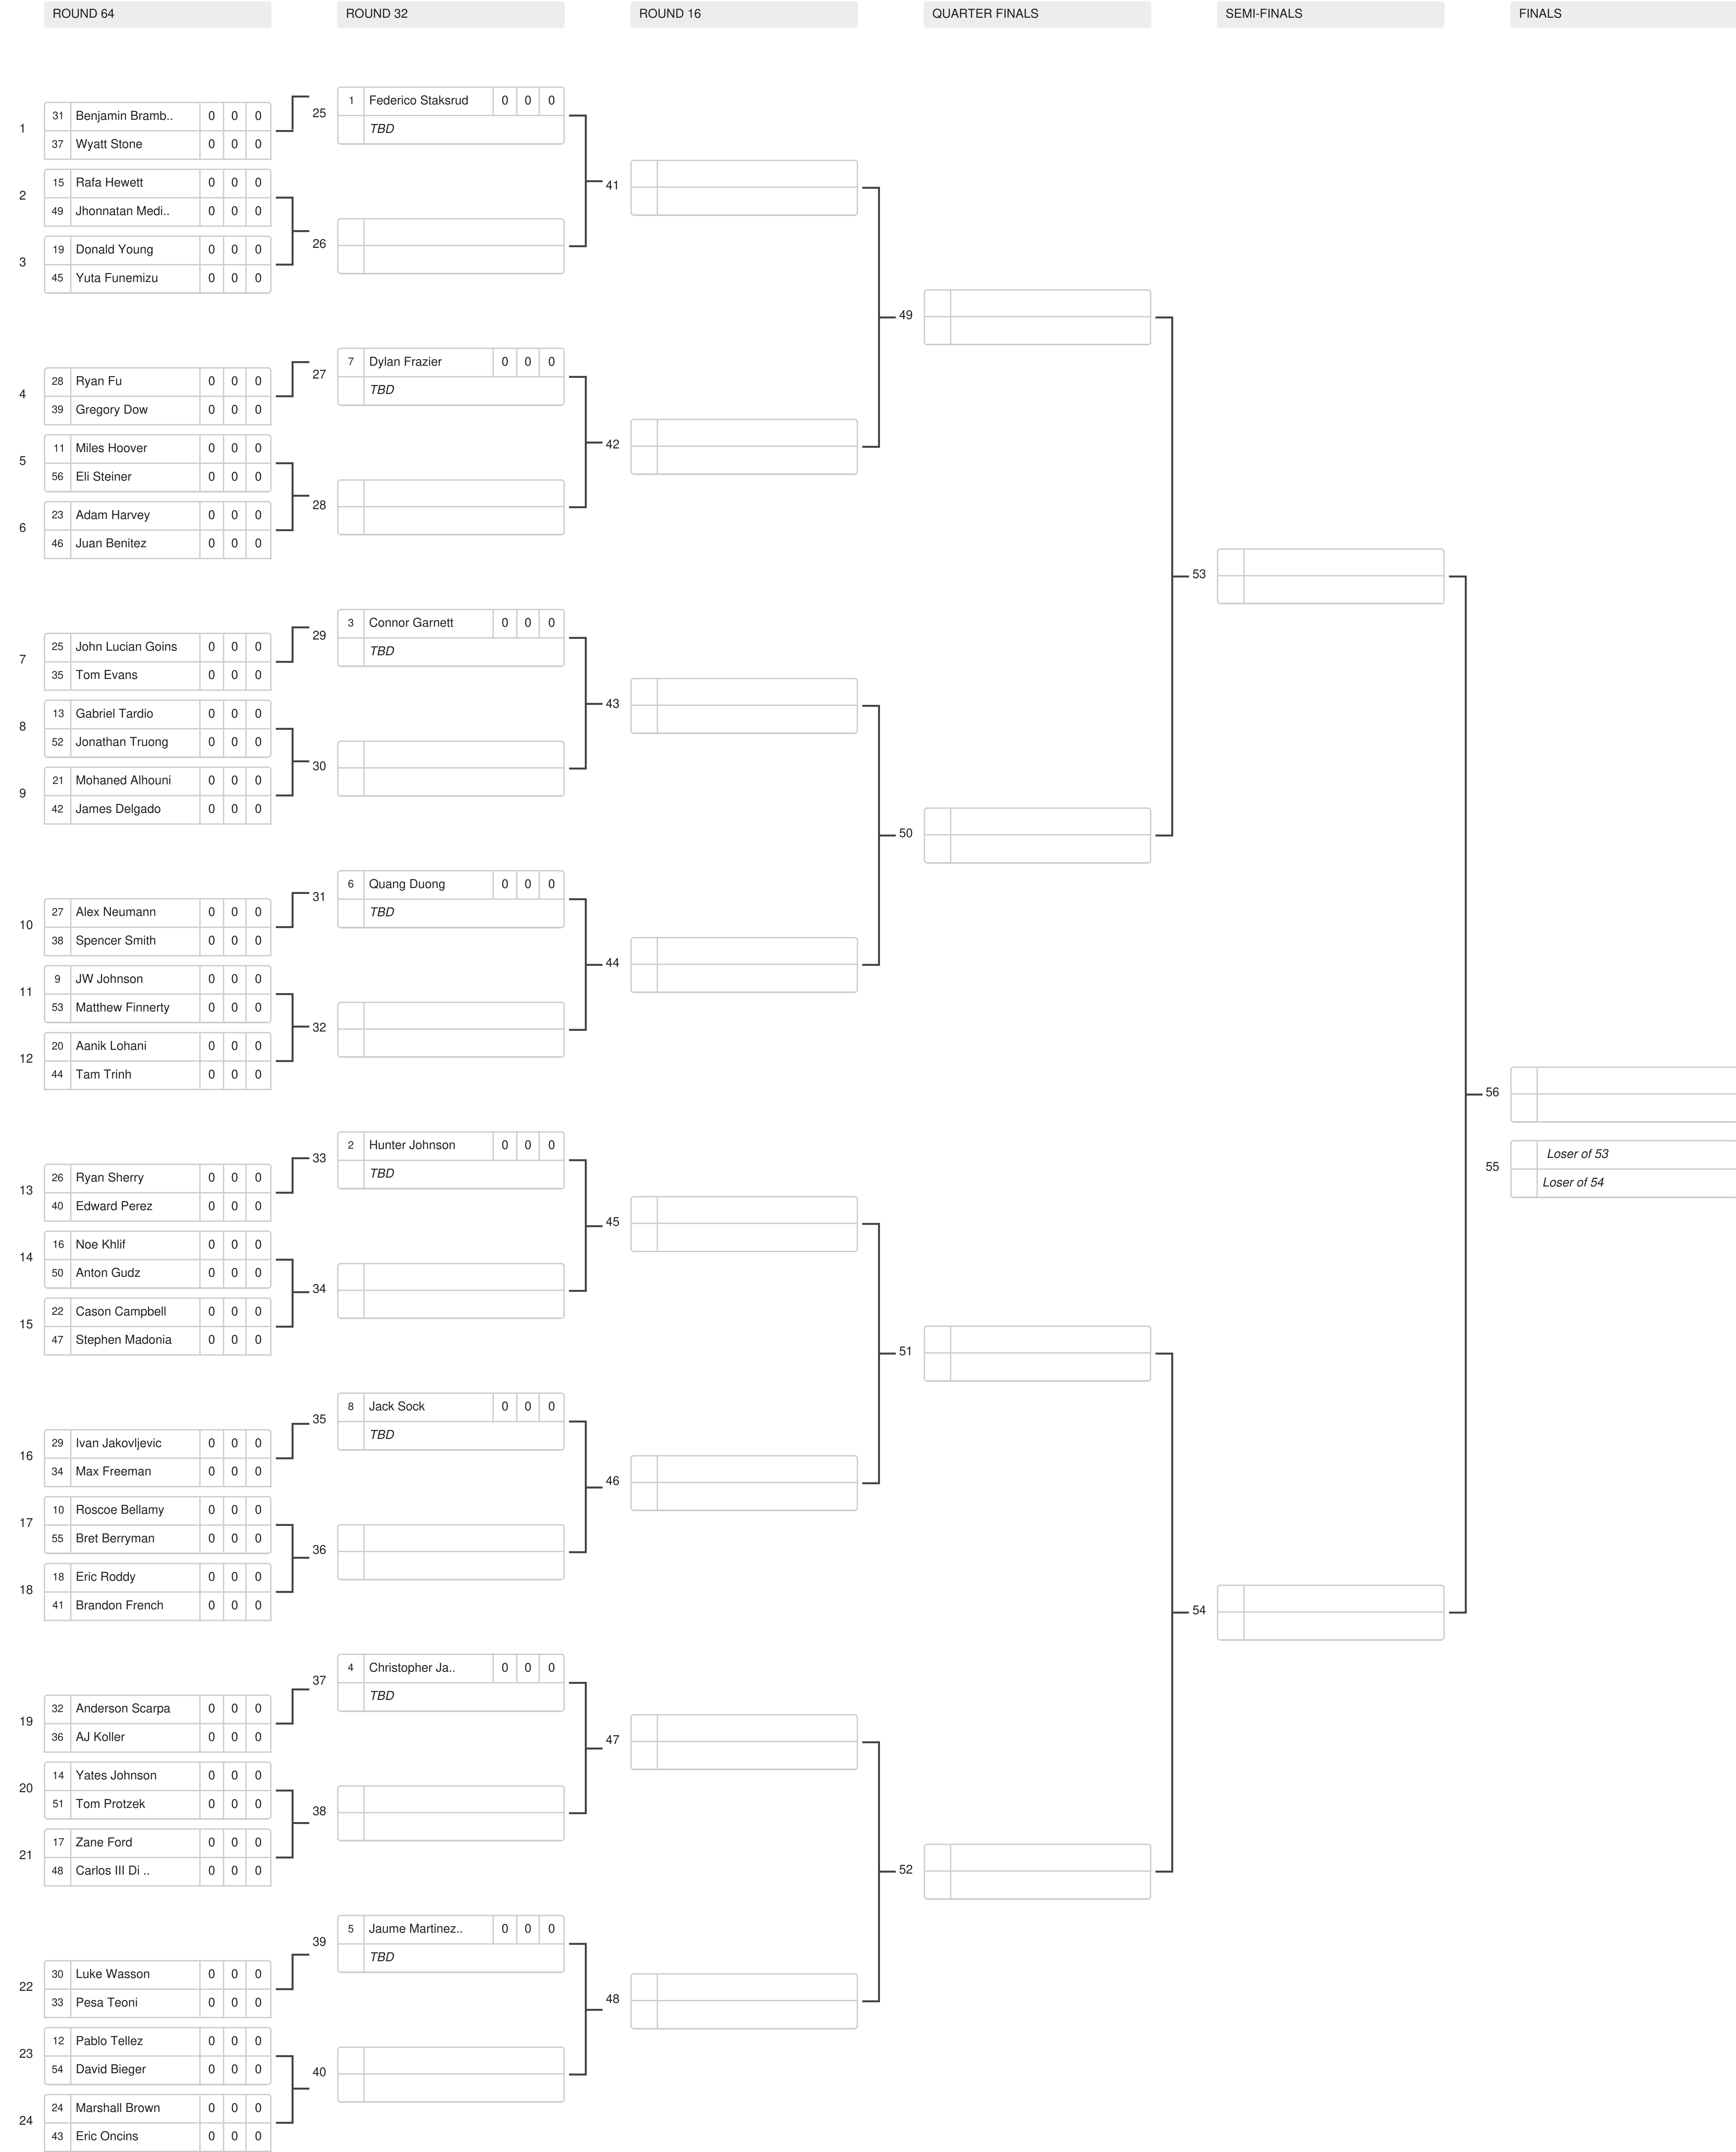 ROUND 64
ROUND 32
ROUND 16
QUARTER FINALS
SEMI-FINALS
FINALS
1
31 Benjamin Bramb.. 0 0 0
37 Wyatt Stone 0 0 0
2
15 Rafa Hewett 0 0 0
49 Jhonnatan Medi.. 0 0 0
3
19 Donald Young 0 0 0
45 Yuta Funemizu 0 0 0
4
28 Ryan Fu 0 0 0
39 Gregory Dow 0 0 0
5
11 Miles Hoover 0 0 0
56 Eli Steiner 0 0 0
6
23 Adam Harvey 0 0 0
46 Juan Benitez 0 0 0
7
25 John Lucian Goins 0 0 0
35 Tom Evans 0 0 0
8
13 Gabriel Tardio 0 0 0
52 Jonathan Truong 0 0 0
9
21 Mohaned Alhouni 0 0 0
42 James Delgado 0 0 0
10
27 Alex Neumann 0 0 0
38 Spencer Smith 0 0 0
11
9 JW Johnson 0 0 0
53 Matthew Finnerty 0 0 0
12
20 Aanik Lohani 0 0 0
44 Tam Trinh 0 0 0
13
26 Ryan Sherry 0 0 0
40 Edward Perez 0 0 0
14
16 Noe Khlif 0 0 0
50 Anton Gudz 0 0 0
15
22 Cason Campbell 0 0 0
47 Stephen Madonia 0 0 0
16
29 Ivan Jakovljevic 0 0 0
34 Max Freeman 0 0 0
17
10 Roscoe Bellamy 0 0 0
55 Bret Berryman 0 0 0
18
18 Eric Roddy 0 0 0
41 Brandon French 0 0 0
19
32 Anderson Scarpa 0 0 0
36 AJ Koller 0 0 0
20
14 Yates Johnson 0 0 0
51 Tom Protzek 0 0 0
21
17 Zane Ford 0 0 0
48 Carlos III Di .. 0 0 0
22
30 Luke Wasson 0 0 0
33 Pesa Teoni 0 0 0
23
12 Pablo Tellez 0 0 0
54 David Bieger 0 0 0
24
24 Marshall Brown 0 0 0
43 Eric Oncins 0 0 0
25
1 Federico Staksrud 0 0 0
TBD
26
27
7 Dylan Frazier 0 0 0
TBD
28
29
3 Connor Garnett 0 0 0
TBD
30
31
6 Quang Duong 0 0 0
TBD
32
33
2 Hunter Johnson 0 0 0
TBD
34
35
8 Jack Sock 0 0 0
TBD
36
37
4 Christopher Ja.. 0 0 0
TBD
38
39
5 Jaume Martinez.. 0 0 0
TBD
40
41
42
43
44
45
46
47
48
49
50
51
52
53
54
56
55
Loser of 53
Loser of 54